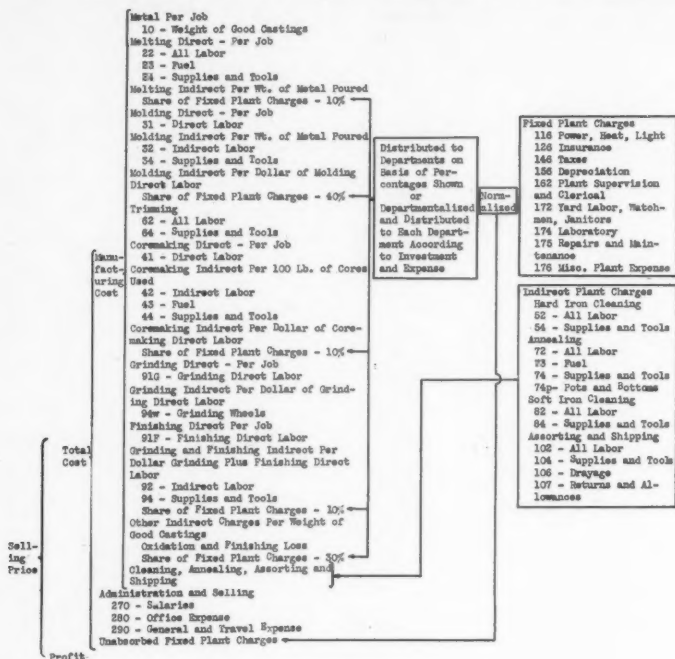 Metal Per Job
10 - Weight of Good Castings
Melting Direct - Per Job
22 - All Labor
23 - Fuel
24 - Supplies and Tools
Melting Indirect Per Wt. of Metal Poured
Share of Fixed Plant Charges - 10%
Molding Direct - Per Job
31 - Direct Labor
Molding Indirect Per Wt. of Metal Poured
32 - Indirect Labor
34 - Supplies and Tools
Molding Indirect Per Dollar of Molding
Direct Labor
Share of Fixed Plant Charges - 40%
Trimming
62 - All Labor
64 - Supplies and Tools
Coremaking Direct - Per Job
41 - Direct Labor
Coremaking Indirect Per 100 Lb. of Cores
Used
42 - Indirect Labor
43 - Fuel
44 - Supplies and Tools
Coremaking Indirect Per Dollar of Core-
making Direct Labor
Share of Fixed Plant Charges - 10%
Grinding Direct - Per Job
91G - Grinding Direct Labor
Grinding Indirect Per Dollar of Grind-
ing Direct Labor
94w - Grinding Wheels
Finishing Direct Per Job
91F - Finishing Direct Labor
Grinding and Finishing Indirect Per
Dollar Grinding Plus Finishing Direct
Labor
92 - Indirect Labor
94 - Supplies and Tools
Share of Fixed Plant Charges - 10%
Other Indirect Charges Per Weight of
Good Castings
Oxidation and Finishing Loss
Share of Fixed Plant Charges - 30%
Cleaning, Annealing, Assorting and
Shipping
Manu-
fact-
uring
Cost
Administration and Selling
270 - Salaries
280 - Office Expense
290 - General and Travel Expense
Unabsorbed Fixed Plant Charges
Total
Cost
Profit
Sell-
ing
Price
Distributed to
Departments on
Basis of Per-
centages Shown
or
Departmentalized
and Distributed
to Each Depart-
ment According
to Investment
and Expense
Norm-
alized
Fixed Plant Charges
116 Power, Heat, Light
126 Insurance
146 Taxes
156 Depreciation
162 Plant Supervision
and Clerical
172 Yard Labor, Watch-
men, Janitors
174 Laboratory
175 Repairs and Main-
tenance
176 Misc. Plant Expense
Indirect Plant Charges
Hard Iron Cleaning
52 - All Labor
54 - Supplies and Tools
Annealing
72 - All Labor
73 - Fuel
74 - Supplies and Tools
74p- Pots and Bottoms
Soft Iron Cleaning
82 - All Labor
84 - Supplies and Tools
Assorting and Shipping
102 - All Labor
104 - Supplies and Tools
106 - Drayage
107 - Returns and Al-
lowances